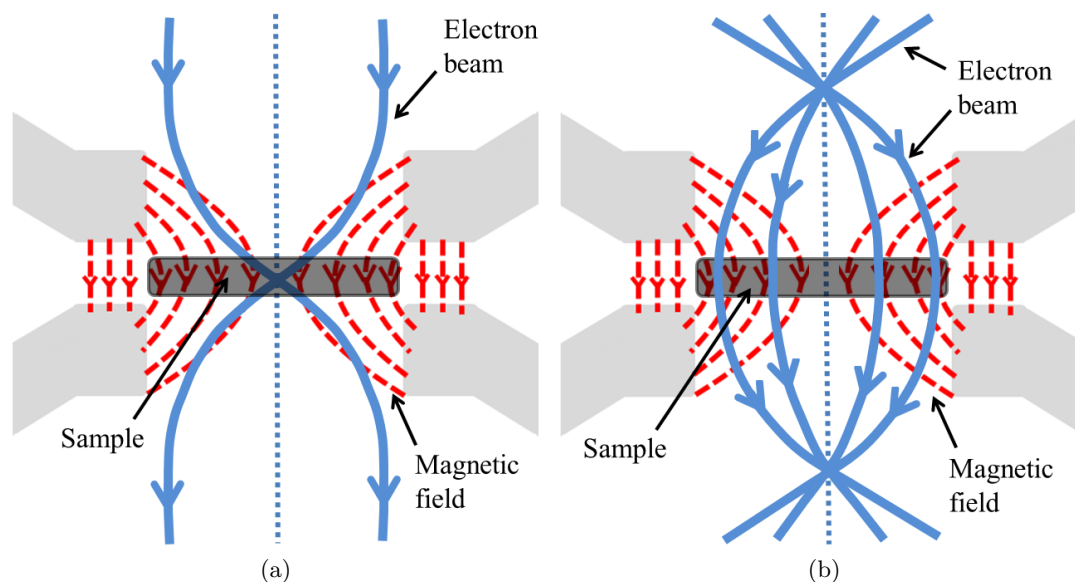 Electron
beam
Sample
Magnetic
field
(a)
Electron
beam
Sample
Magnetic
field
(b)